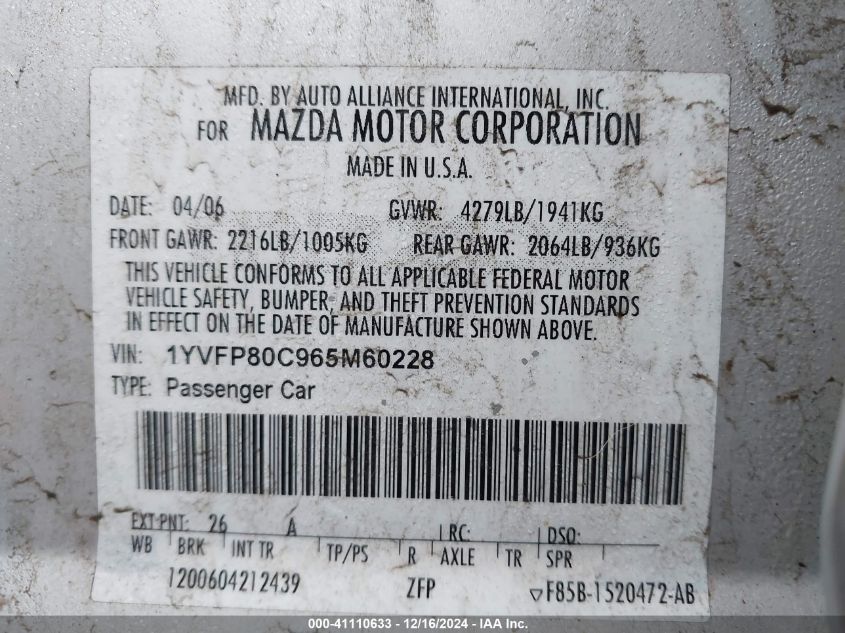 MFD. BY AUTO ALLIANCE INTERNATIONAL, INC.
FOR MAZDA MOTOR CORPORATION
MADE IN U.S.A.
DATE: 04/06 GVWR: 4279LB/1941KG
FRONT GAWR: 2216LB/1005KG REAR GAWR: 2064LB/936KG
THIS VEHICLE CONFORMS TO ALL APPLICABLE FEDERAL MOTOR
VEHICLE SAFETY, BUMPER, AND THEFT PREVENTION STANDARDS
IN EFFECT ON THE DATE OF MANUFACTURE SHOWN ABOVE.
VIN: 1YVFP80C965M60228
TYPE: Passenger Car
EXT PNT: 26 A RC: DSO:
WB BRK INT TR TP/PS R AXLE TR SPR
1200604212439 ZFP ▽F85B-1520472-AB
000-41110633 - 12/16/2024 - IAA Inc.